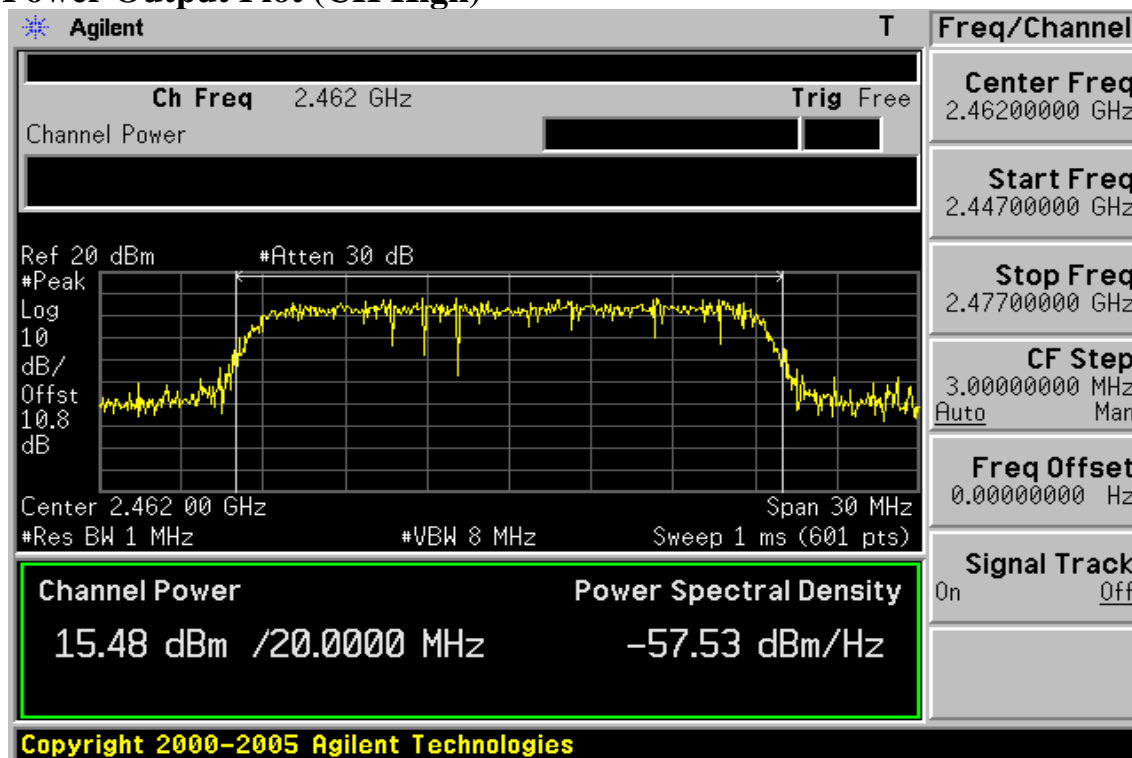 Power Output Plot (CH High)
Agilent T
Freq/Channel
Ch Freq 2.462 GHz Trig Free
Channel Power
Center Freq
2.46200000 GHz
Start Freq
2.44700000 GHz
Stop Freq
2.47700000 GHz
CF Step
3.00000000 MHz
Auto Man
Freq Offset
0.00000000 Hz
Signal Track
On Off
Ref 20 dBm #Atten 30 dB
#Peak
Log
10
dB/
Offst
10.8
dB
Center 2.462 00 GHz Span 30 MHz
#Res BW 1 MHz #VBW 8 MHz Sweep 1 ms (601 pts)
Channel Power Power Spectral Density
15.48 dBm /20.0000 MHz -57.53 dBm/Hz
Copyright 2000-2005 Agilent Technologies